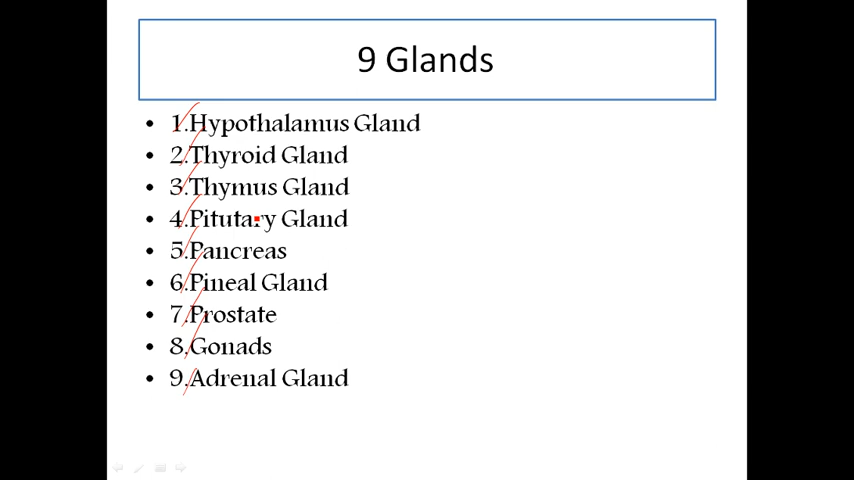 9 Glands
• 1.Hypothalamus Gland
• 2.Thyroid Gland
• 3.Thymus Gland
• 4.Pitutary Gland
• 5.Pancreas
• 6.Pineal Gland
• 7.Prostate
• 8.Gonads
• 9.Adrenal Gland